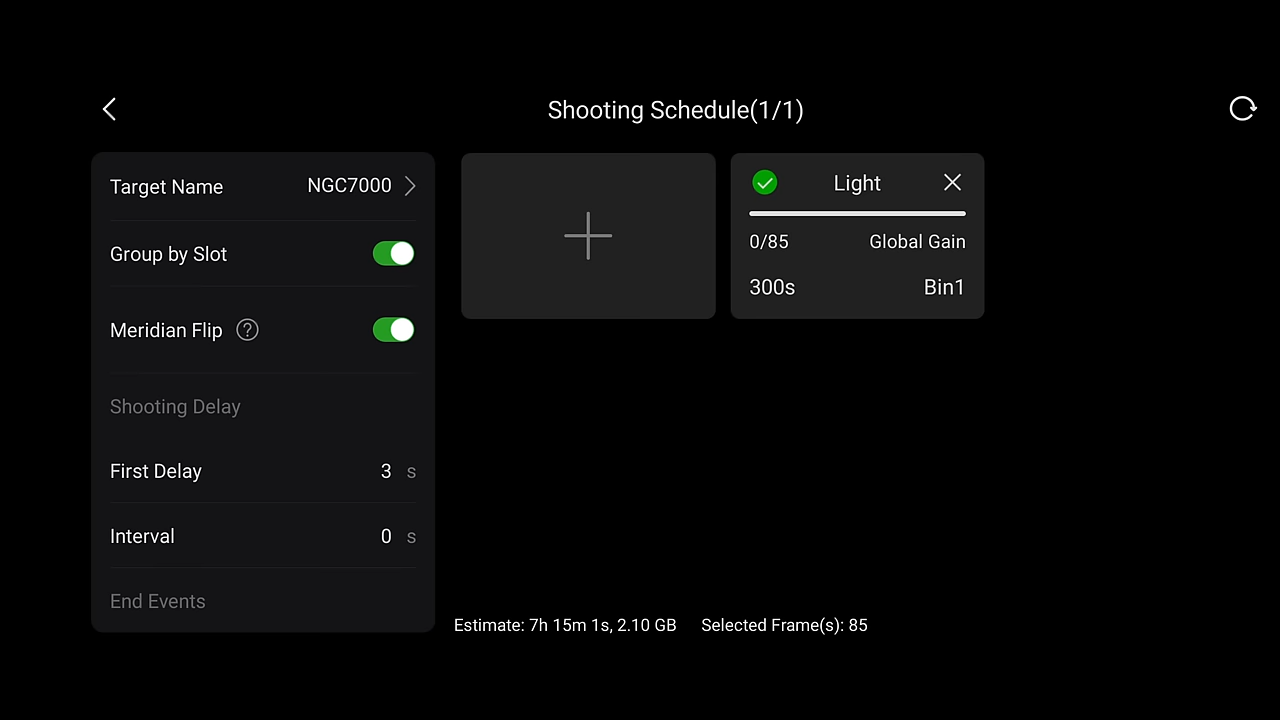 Shooting Schedule(1/1)
Target Name NGC7000
Group by Slot
Meridian Flip ?
Shooting Delay
First Delay 3 s
Interval 0 s
End Events
Light
0/85 Global Gain
300s Bin1
Estimate: 7h 15m 1s, 2.10 GB Selected Frame(s): 85